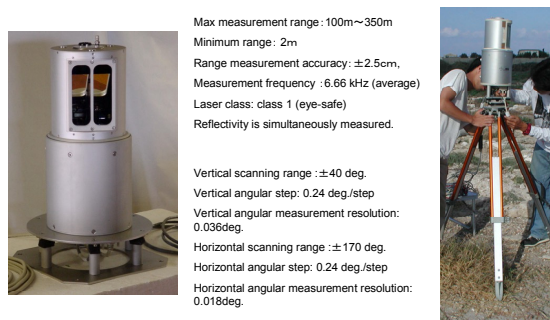 Max measurement range：100m～350m
Minimum range：2m
Range measurement accuracy：±2.5cm,
Measurement frequency：6.66 kHz (average)
Laser class: class 1 (eye-safe)
Reflectivity is simultaneously measured.
Vertical scanning range：±40 deg.
Vertical angular step: 0.24 deg./step
Vertical angular measurement resolution:
0.036deg.
Horizontal scanning range：±170 deg.
Horizontal angular step: 0.24 deg./step
Horizontal angular measurement resolution:
0.018deg.